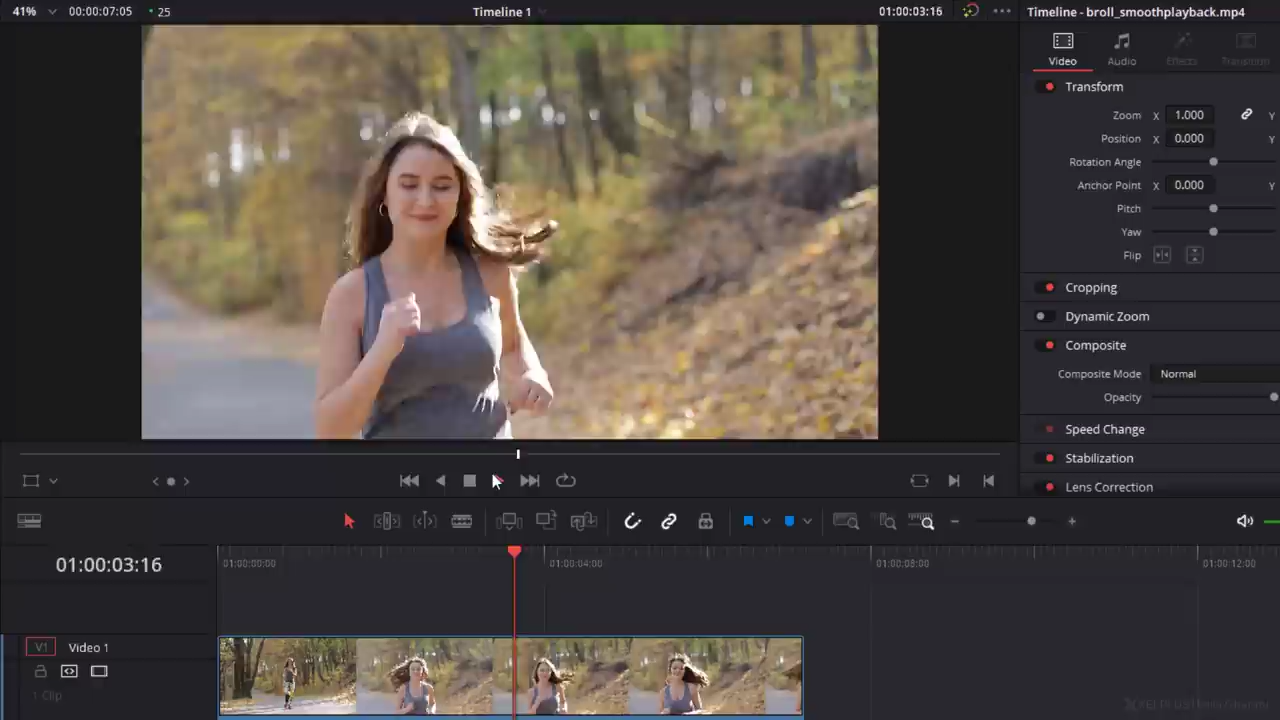 41% 00:00:07:05 25 Timeline 1 01:00:03:16 Timeline - broll_smoothplayback.mp4
Video Audio Effects Transition
Transform
Zoom X 1.000 Y
Position X 0.000 Y
Rotation Angle
Anchor Point X 0.000 Y
Pitch
Yaw
Flip
Cropping
Dynamic Zoom
Composite
Composite Mode Normal
Opacity
Speed Change
Stabilization
Lens Correction
01:00:03:16 01:00:00:00 01:00:04:00 01:00:08:00 01:00:12:00
V1 Video 1
1 Clip